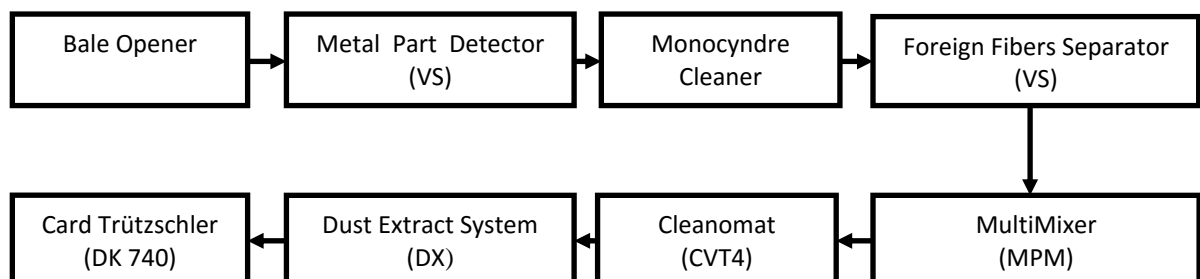 Bale Opener
Metal Part Detector
(VS)
Monocyndre
Cleaner
Foreign Fibers Separator
(VS)
Card Trützschler
(DK 740)
Dust Extract System
(DX)
Cleanomat
(CVT4)
MultiMixer
(MPM)